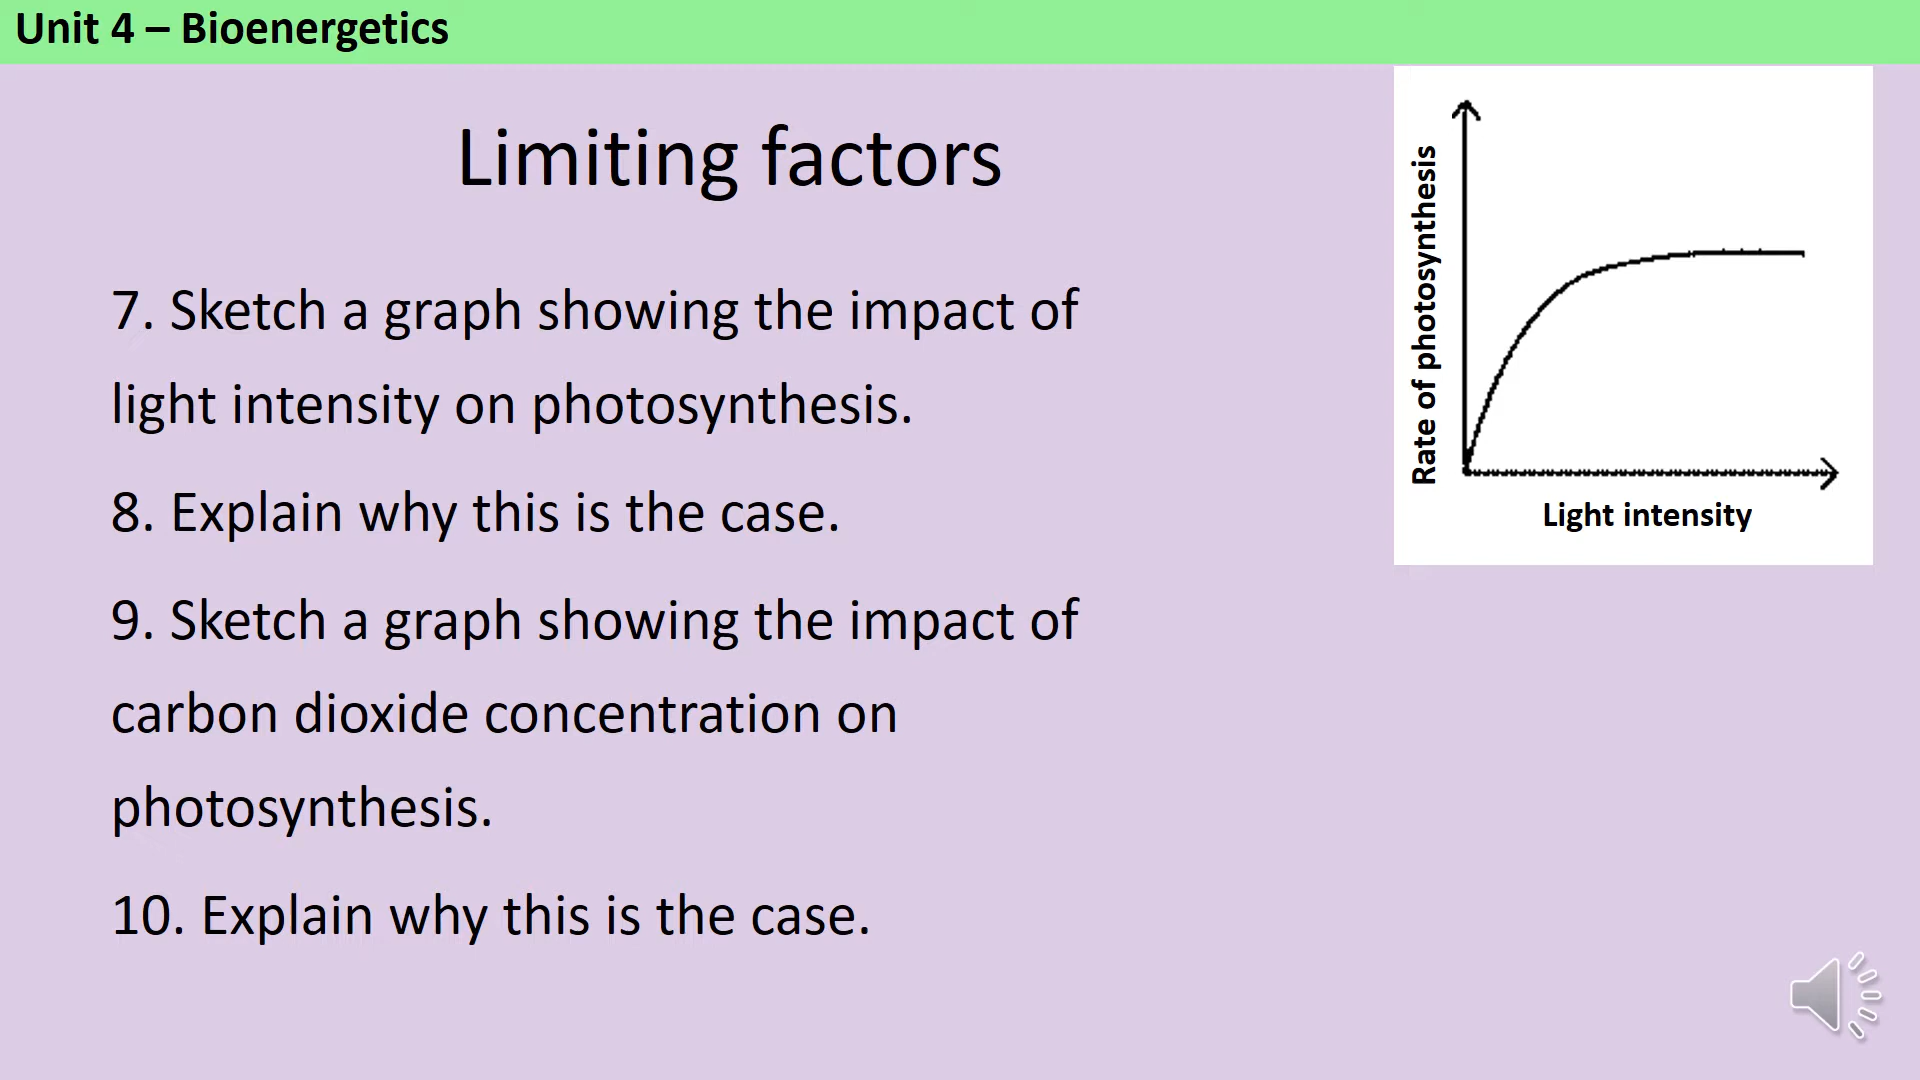 Unit 4 – Bioenergetics
Limiting factors
7. Sketch a graph showing the impact of
light intensity on photosynthesis.
8. Explain why this is the case.
9. Sketch a graph showing the impact of
carbon dioxide concentration on
photosynthesis.
10. Explain why this is the case.
Rate of photosynthesis
Light intensity